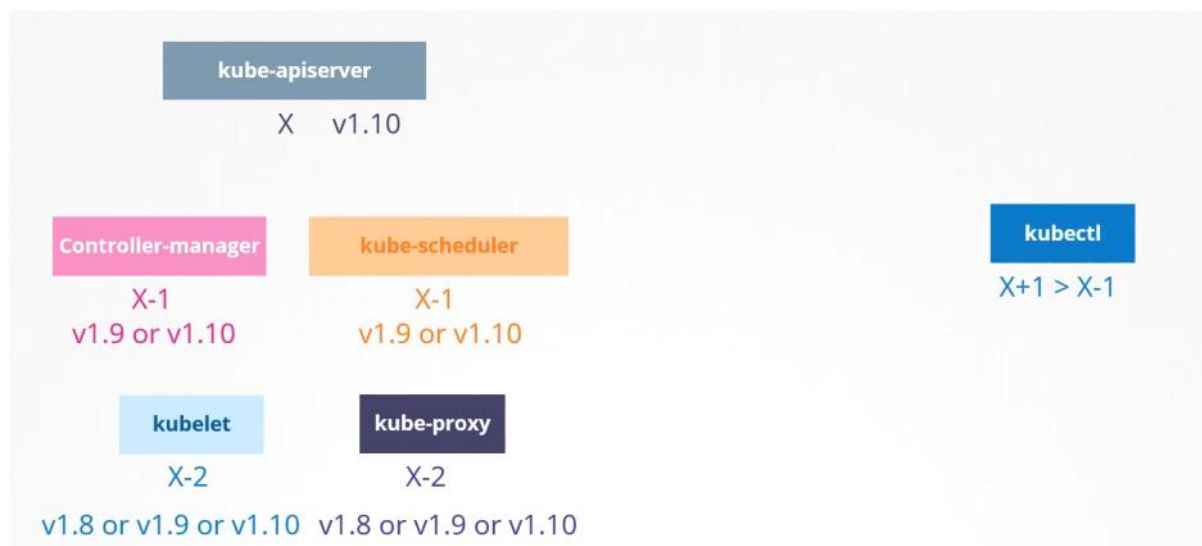 kube-apiserver
X v1.10
Controller-manager
kube-scheduler
kubectl
X-1
X-1
X+1 > X-1
v1.9 or v1.10
v1.9 or v1.10
kubelet
kube-proxy
X-2
X-2
v1.8 or v1.9 or v1.10
v1.8 or v1.9 or v1.10